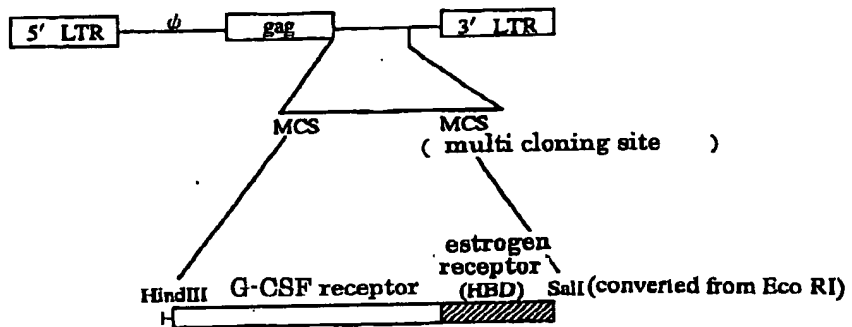 5' LTR ψ gag 3' LTR
MCS MCS
( multi cloning site )
estrogen
receptor
HindIII G-CSF receptor (HBD) SalI (converted from Eco RI)